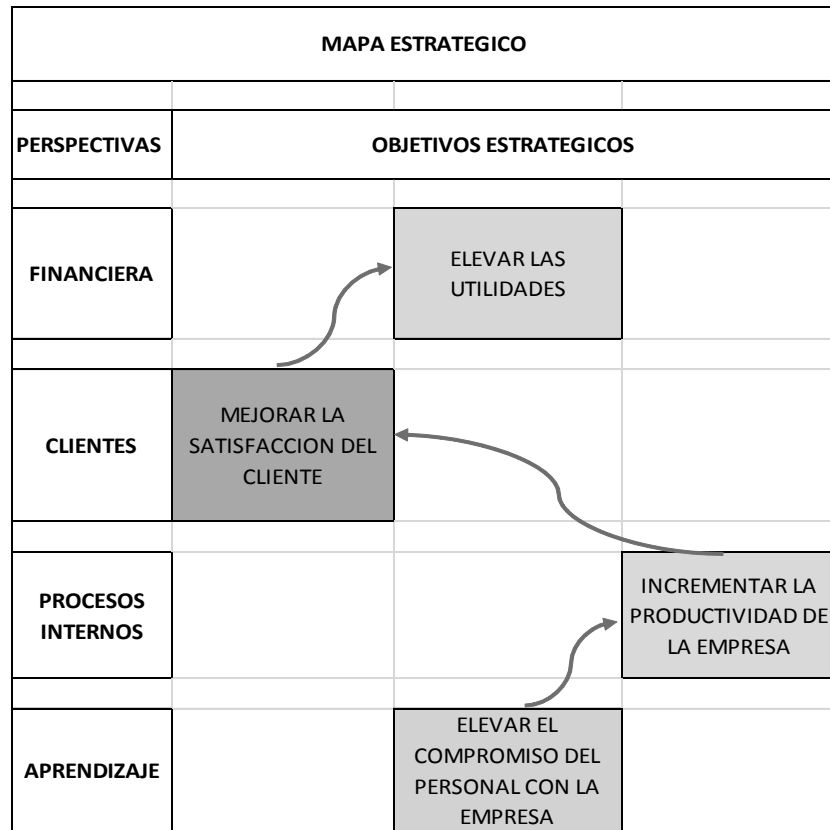 MAPA ESTRATEGICO
PERSPECTIVAS
OBJETIVOS ESTRATEGICOS
FINANCIERA
ELEVAR LAS
UTILIDADES
CLIENTES
MEJORAR LA
SATISFACCION DEL
CLIENTE
PROCESOS
INTERNOS
INCREMENTAR LA
PRODUCTIVIDAD DE
LA EMPRESA
APRENDIZAJE
ELEVAR EL
COMPROMISO DEL
PERSONAL CON LA
EMPRESA